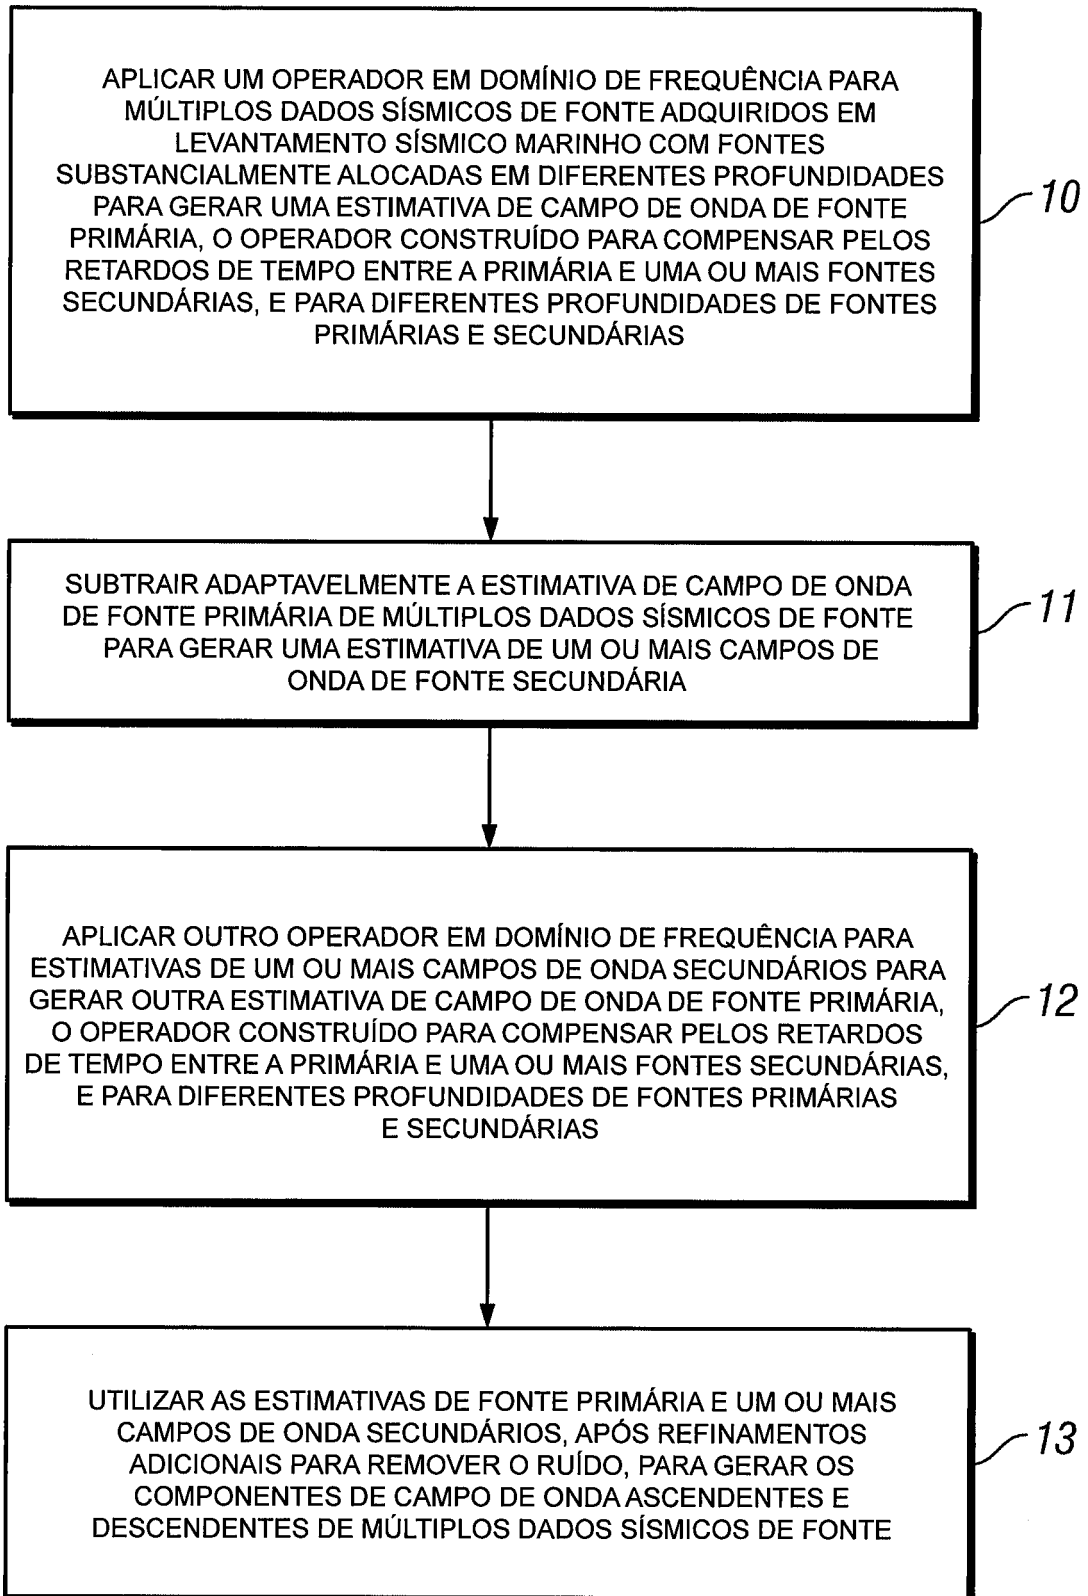 APLICAR UM OPERADOR EM DOMÍNIO DE FREQUÊNCIA PARA
MÚLTIPLOS DADOS SÍSMICOS DE FONTE ADQUIRIDOS EM
LEVANTAMENTO SÍSMICO MARINHO COM FONTES
SUBSTANCIALMENTE ALOCADAS EM DIFERENTES PROFUNDIDADES
PARA GERAR UMA ESTIMATIVA DE CAMPO DE ONDA DE FONTE
PRIMÁRIA, O OPERADOR CONSTRUÍDO PARA COMPENSAR PELOS
RETARDOS DE TEMPO ENTRE A PRIMÁRIA E UMA OU MAIS FONTES
SECUNDÁRIAS, E PARA DIFERENTES PROFUNDIDADES DE FONTES
PRIMÁRIAS E SECUNDÁRIAS
10
SUBTRAIR ADAPTAVELMENTE A ESTIMATIVA DE CAMPO DE ONDA
DE FONTE PRIMÁRIA DE MÚLTIPLOS DADOS SÍSMICOS DE FONTE
PARA GERAR UMA ESTIMATIVA DE UM OU MAIS CAMPOS DE
ONDA DE FONTE SECUNDÁRIA
11
APLICAR OUTRO OPERADOR EM DOMÍNIO DE FREQUÊNCIA PARA
ESTIMATIVAS DE UM OU MAIS CAMPOS DE ONDA SECUNDÁRIOS PARA
GERAR OUTRA ESTIMATIVA DE CAMPO DE ONDA DE FONTE PRIMÁRIA,
O OPERADOR CONSTRUÍDO PARA COMPENSAR PELOS RETARDOS
DE TEMPO ENTRE A PRIMÁRIA E UMA OU MAIS FONTES SECUNDÁRIAS,
E PARA DIFERENTES PROFUNDIDADES DE FONTES PRIMÁRIAS
E SECUNDÁRIAS
12
UTILIZAR AS ESTIMATIVAS DE FONTE PRIMÁRIA E UM OU MAIS
CAMPOS DE ONDA SECUNDÁRIOS, APÓS REFINAMENTOS
ADICIONAIS PARA REMOVER O RUÍDO, PARA GERAR OS
COMPONENTES DE CAMPO DE ONDA ASCENDENTES E
DESCENDENTES DE MÚLTIPLOS DADOS SÍSMICOS DE FONTE
13